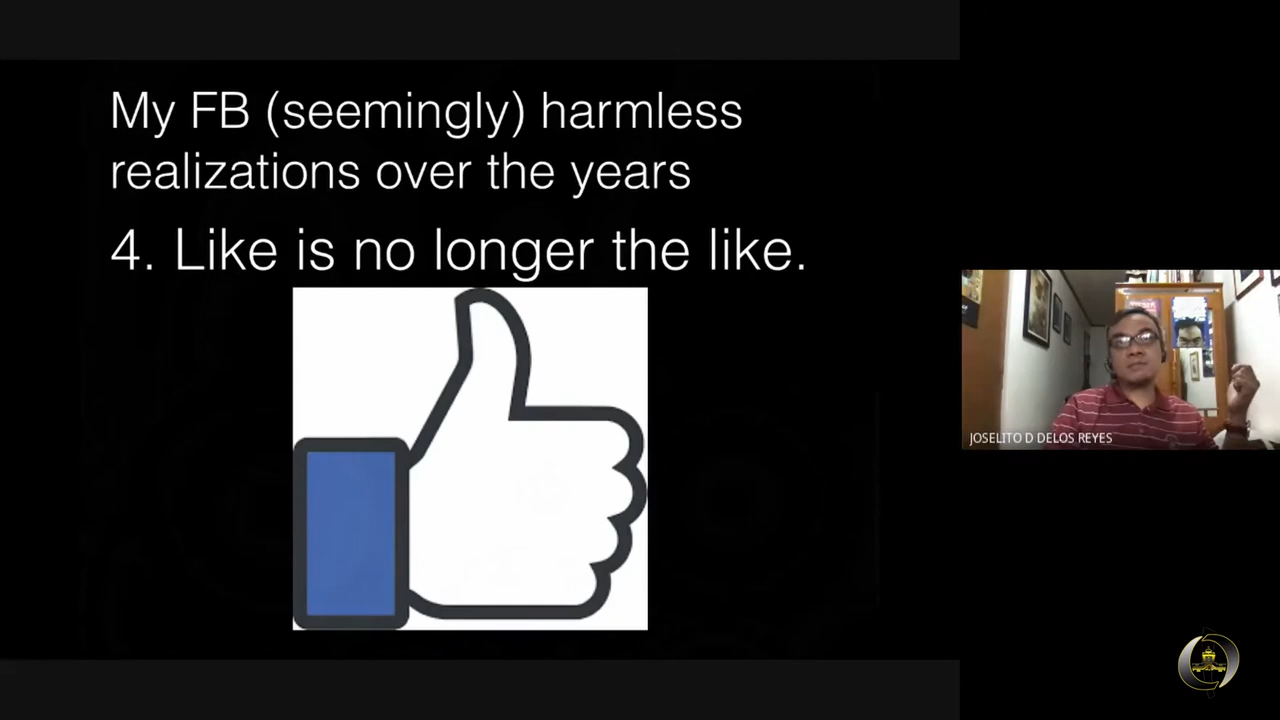 My FB (seemingly) harmless
realizations over the years
4. Like is no longer the like.
JOSELITO D DELOS REYES